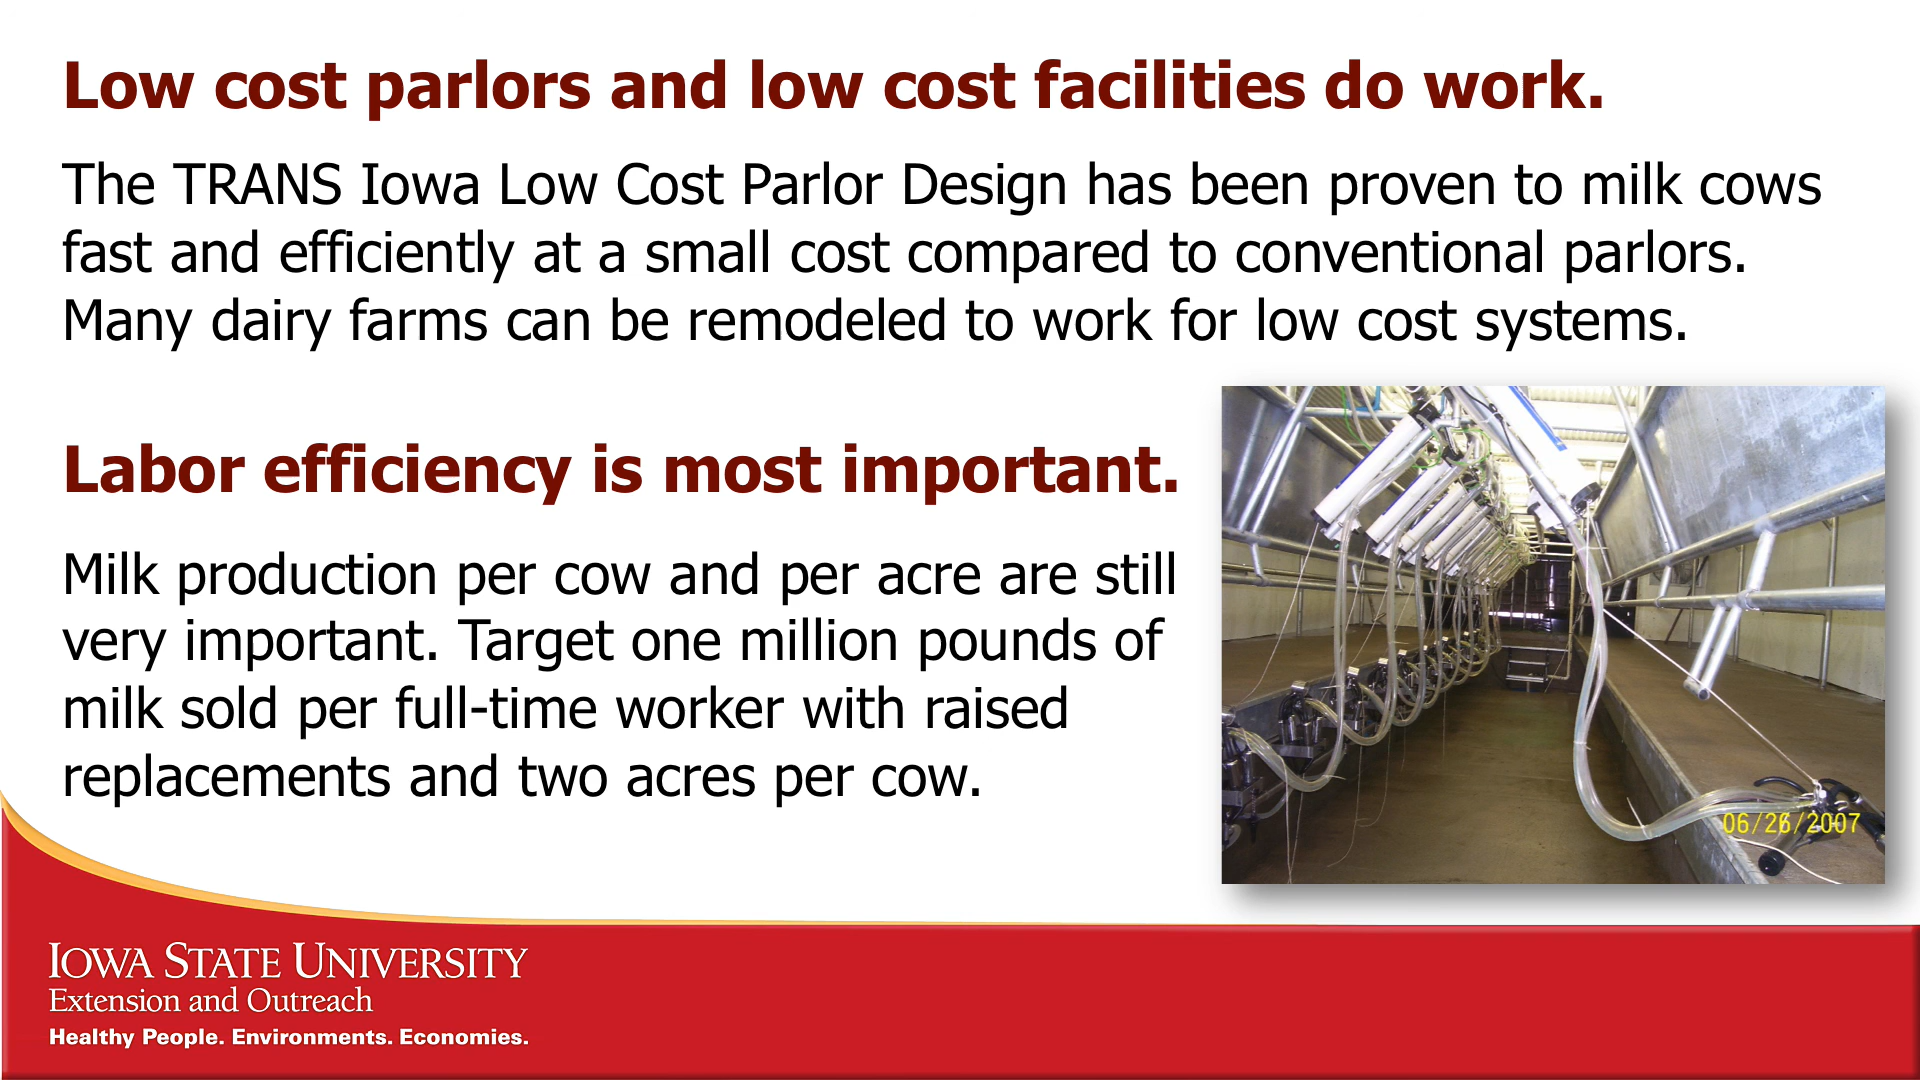 Low cost parlors and low cost facilities do work.
The TRANS Iowa Low Cost Parlor Design has been proven to milk cows
fast and efficiently at a small cost compared to conventional parlors.
Many dairy farms can be remodeled to work for low cost systems.
Labor efficiency is most important.
Milk production per cow and per acre are still
very important. Target one million pounds of
milk sold per full-time worker with raised
replacements and two acres per cow.
06/26/2007
IOWA STATE UNIVERSITY
Extension and Outreach
Healthy People. Environments. Economies.